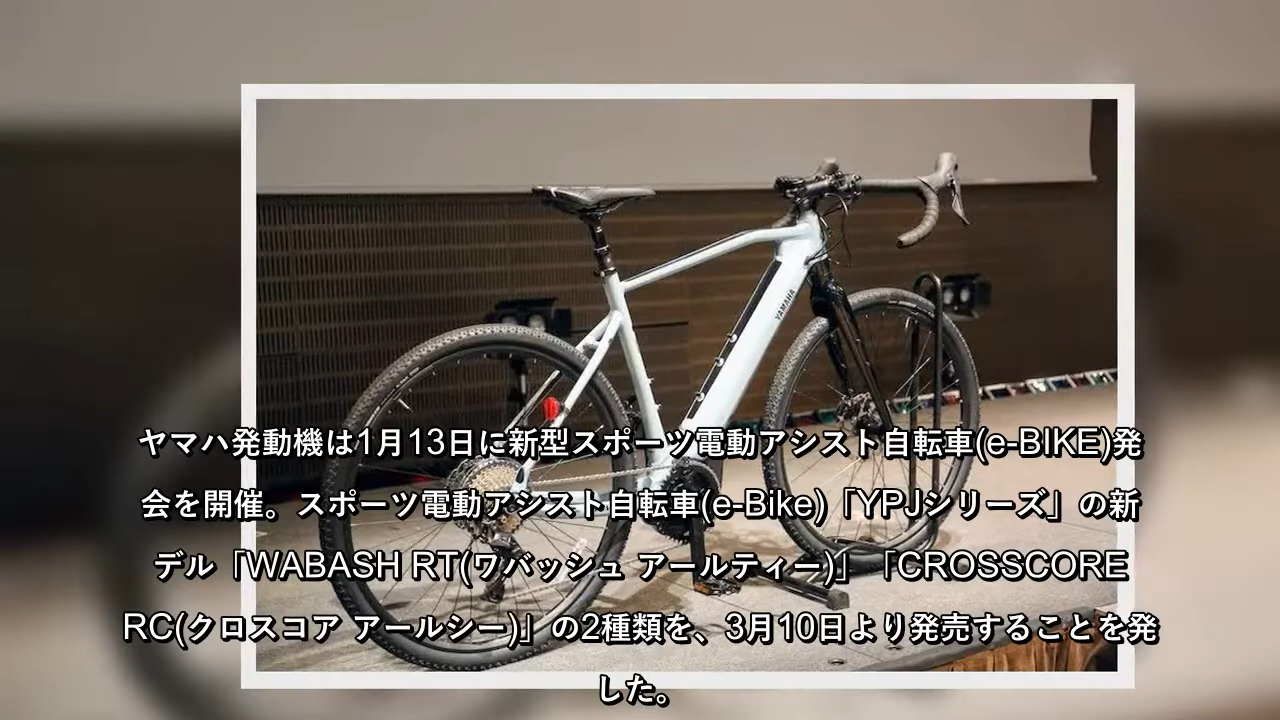 YAMAHA
ヤマハ発動機は1月13日に新型スポーツ電動アシスト自転車(e-BIKE)発
会を開催。スポーツ電動アシスト自転車(e-Bike)「YPJシリーズ」の新
デル「WABASH RT(ワバッシュ アールティー)」「CROSSCORE
RC(クロスコア アールシー)」の2種類を、3月10日より発売することを発
した。